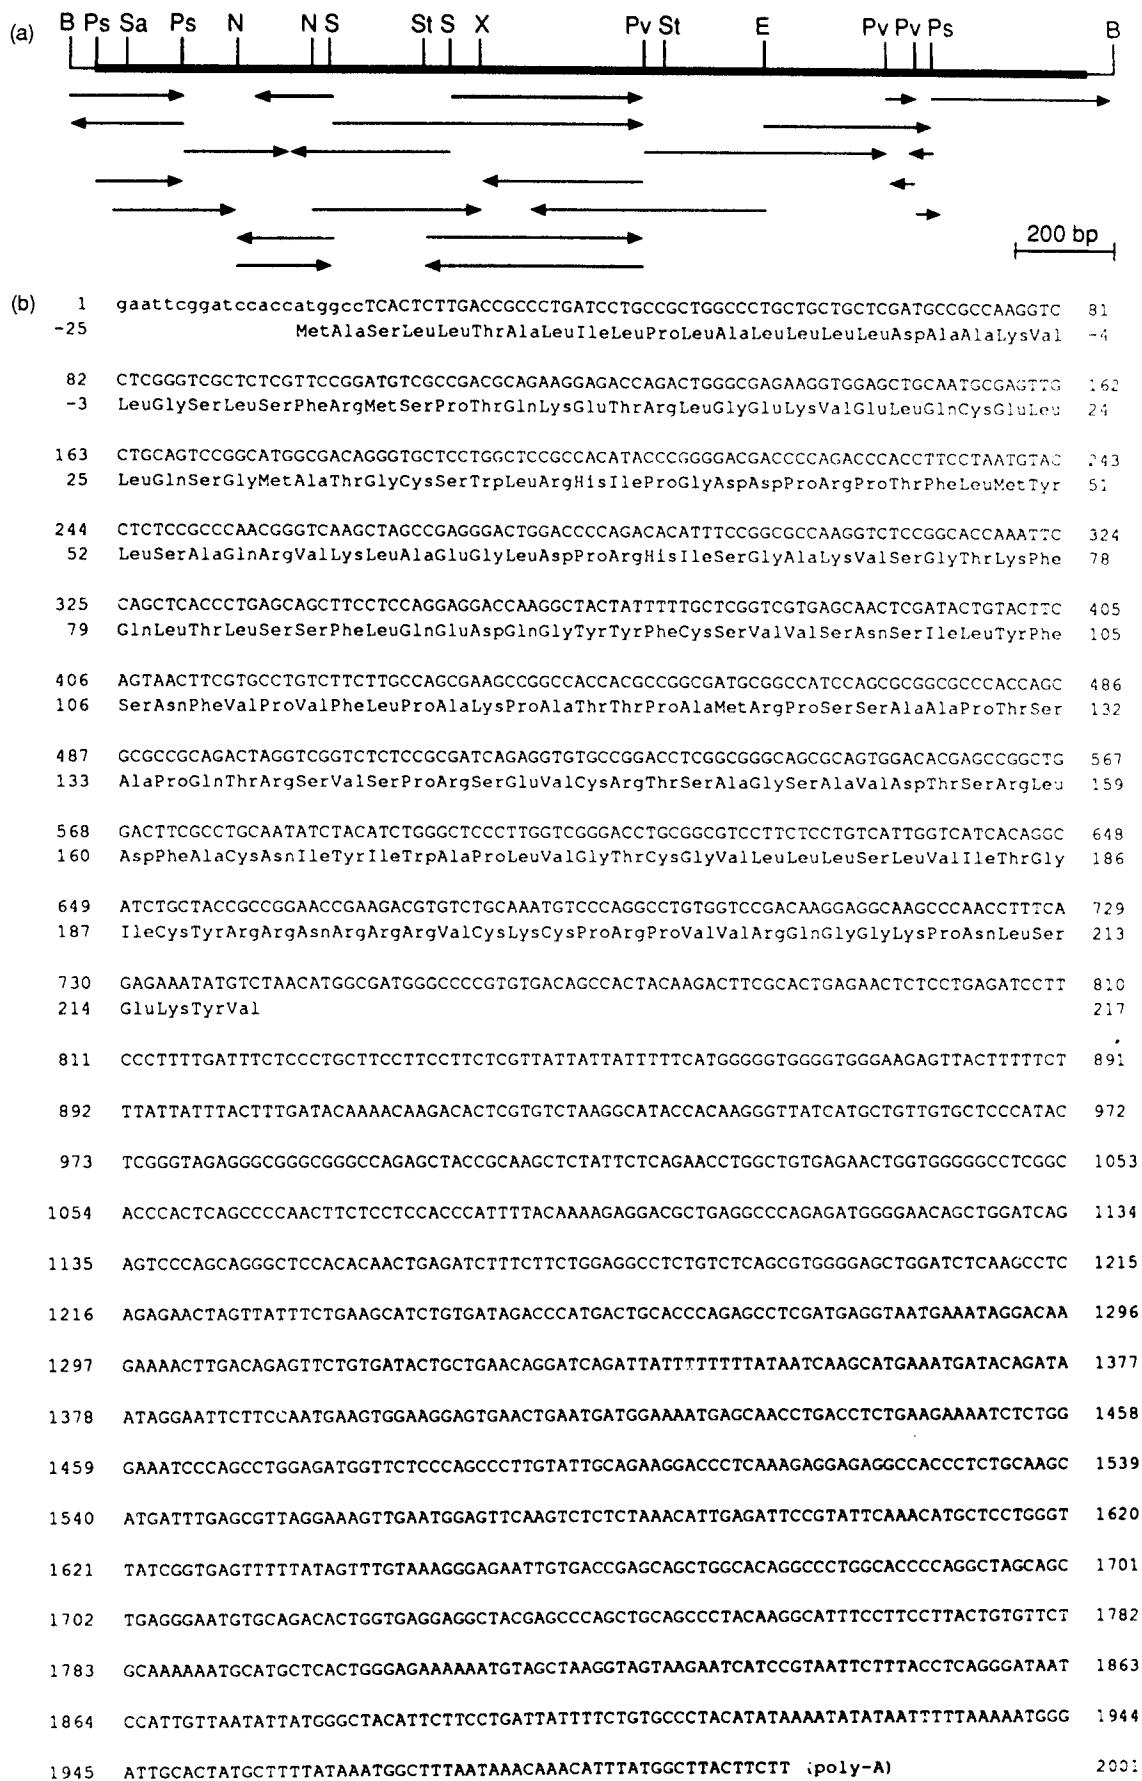 (a) B Ps Sa Ps N N S St S X Pv St E Pv Pv Ps B
200 bp
(b) 1 gaattcggatccaccatggccTCACTCTTGACCGCCCTGATCCTGCCGCTGGCCCTGCTGCTGCTCGATGCCGCCAAGGTC 81
-25 MetAlaSerLeuLeuThrAlaLeuIleLeuProLeuAlaLeuLeuLeuLeuAspAlaAlaLysVal -4
82 CTCGGGTCGCTCTCGTTCCGGATGTCGCCGACGCAGAAGGAGACCAGACTGGGCGAGAAGGTGGAGCTGCAATGCGAGTTG 162
-3 LeuGlySerLeuSerPheArgMetSerProThrGlnLysGluThrArgLeuGlyGluLysValGluLeuGlnCysGluLeu 24
163 CTGCAGTCCGGCATGGCGACAGGGTGCTCCTGGCTCCGCCACATACCCGGGGACGACCCCAGACCCACCTTCCTAATGTAC 243
25 LeuGlnSerGlyMetAlaThrGlyCysSerTrpLeuArgHisIleProGlyAspAspProArgProThrPheLeuMetTyr 51
244 CTCTCCGCCCAACGGGTCAAGCTAGCCGAGGGACTGGACCCCAGACACATTTCCGGCGCCAAGGTCTCCGGCACCAAATTC 324
52 LeuSerAlaGlnArgValLysLeuAlaGluGlyLeuAspProArgHisIleSerGlyAlaLysValSerGlyThrLysPhe 78
325 CAGCTCACCCTGAGCAGCTTCCTCCAGGAGGACCAAGGCTACTATTTTTGCTCGGTCGTGAGCAACTCGATACTGTACTTC 405
79 GlnLeuThrLeuSerSerPheLeuGlnGluAspGlnGlyTyrTyrPheCysSerValValSerAsnSerIleLeuTyrPhe 105
406 AGTAACTTCGTGCCTGTCTTCTTGCCAGCGAAGCCGGCCACCACGCCGGCGATGCGGCCATCCAGCGCGGCGCCCACCAGC 486
106 SerAsnPheValProValPheLeuProAlaLysProAlaThrThrProAlaMetArgProSerSerAlaAlaProThrSer 132
487 GCGCCGCAGACTAGGTCGGTCTCTCCGCGATCAGAGGTGTGCCGGACCTCGGCGGGCAGCGCAGTGGACACGAGCCGGCTG 567
133 AlaProGlnThrArgSerValSerProArgSerGluValCysArgThrSerAlaGlySerAlaValAspThrSerArgLeu 159
568 GACTTCGCCTGCAATATCTACATCTGGGCTCCCTTGGTCGGGACCTGCGGCGTCCTTCTCCTGTCATTGGTCATCACAGGC 648
160 AspPheAlaCysAsnIleTyrIleTrpAlaProLeuValGlyThrCysGlyValLeuLeuLeuSerLeuValIleThrGly 186
649 ATCTGCTACCGCCGGAACCGAAGACGTGTCTGCAAATGTCCCAGGCCTGTGGTCCGACAAGGAGGCAAGCCCAACCTTTCA 729
187 IleCysTyrArgArgAsnArgArgArgValCysLysCysProArgProValValArgGlnGlyGlyLysProAsnLeuSer 213
730 GAGAAATATGTCTAACATGGCGATGGGCCCCGTGTGACAGCCACTACAAGACTTCGCACTGAGAACTCTCCTGAGATCCTT 810
214 GluLysTyrVal 217
811 CCCTTTTGATTTCTCCCTGCTTCCTTCCTTCTCGTTATTATTATTTTTCATGGGGGTGGGGTGGGAAGAGTTACTTTTTCT 891
892 TTATTATTTACTTTGATACAAAACAAGACACTCGTGTCTAAGGCATACCACAAGGGTTATCATGCTGTTGTGCTCCCATAC 972
973 TCGGGTAGAGGGCGGGCGGGCCAGAGCTACCGCAAGCTCTATTCTCAGAACCTGGCTGTGAGAACTGGTGGGGGCCTCGGC 1053
1054 ACCCACTCAGCCCCAACTTCTCCTCCACCCATTTTACAAAAGAGGACGCTGAGGCCCAGAGATGGGGAACAGCTGGATCAG 1134
1135 AGTCCCAGCAGGGCTCCACACAACTGAGATCTTTCTTCTGGAGGCCTCTGTCTCAGCGTGGGGAGCTGGATCTCAAGCCTC 1215
1216 AGAGAACTAGTTATTTCTGAAGCATCTGTGATAGACCCATGACTGCACCCAGAGCCTCGATGAGGTAATGAAATAGGACAA 1296
1297 GAAAACTTGACAGAGTTCTGTGATACTGCTGAACAGGATCAGATTATTTTTTTTATAATCAAGCATGAAATGATACAGATA 1377
1378 ATAGGAATTCTTCCAATGAAGTGGAAGGAGTGAACTGAATGATGGAAAATGAGCAACCTGACCTCTGAAGAAAATCTCTGG 1458
1459 GAAATCCCAGCCTGGAGATGGTTCTCCCAGCCCTTGTATTGCAGAAGGACCCTCAAAGAGGAGAGGCCACCCTCTGCAAGC 1539
1540 ATGATTTGAGCGTTAGGAAAGTTGAATGGAGTTCAAGTCTCTCTAAACATTGAGATTCCGTATTCAAACATGCTCCTGGGT 1620
1621 TATCGGTGAGTTTTTATAGTTTGTAAAGGGAGAATTGTGACCGAGCAGCTGGCACAGGCCCTGGCACCCCAGGCTAGCAGC 1701
1702 TGAGGGAATGTGCAGACACTGGTGAGGAGGCTACGAGCCCAGCTGCAGCCCTACAAGGCATTTCCTTCCTTACTGTGTTCT 1782
1783 GCAAAAAATGCATGCTCACTGGGAGAAAAAATGTAGCTAAGGTAGTAAGAATCATCCGTAATTCTTTACCTCAGGGATAAT 1863
1864 CCATTGTTAATATTATGGGCTACATTCTTCCTGATTATTTTCTGTGCCCTACATATAAAATATATAATTTTTAAAAATGGG 1944
1945 ATTGCACTATGCTTTTATAAATGGCTTTAATAAACAAACATTTATGGCTTACTTCTT (poly-A) 2001